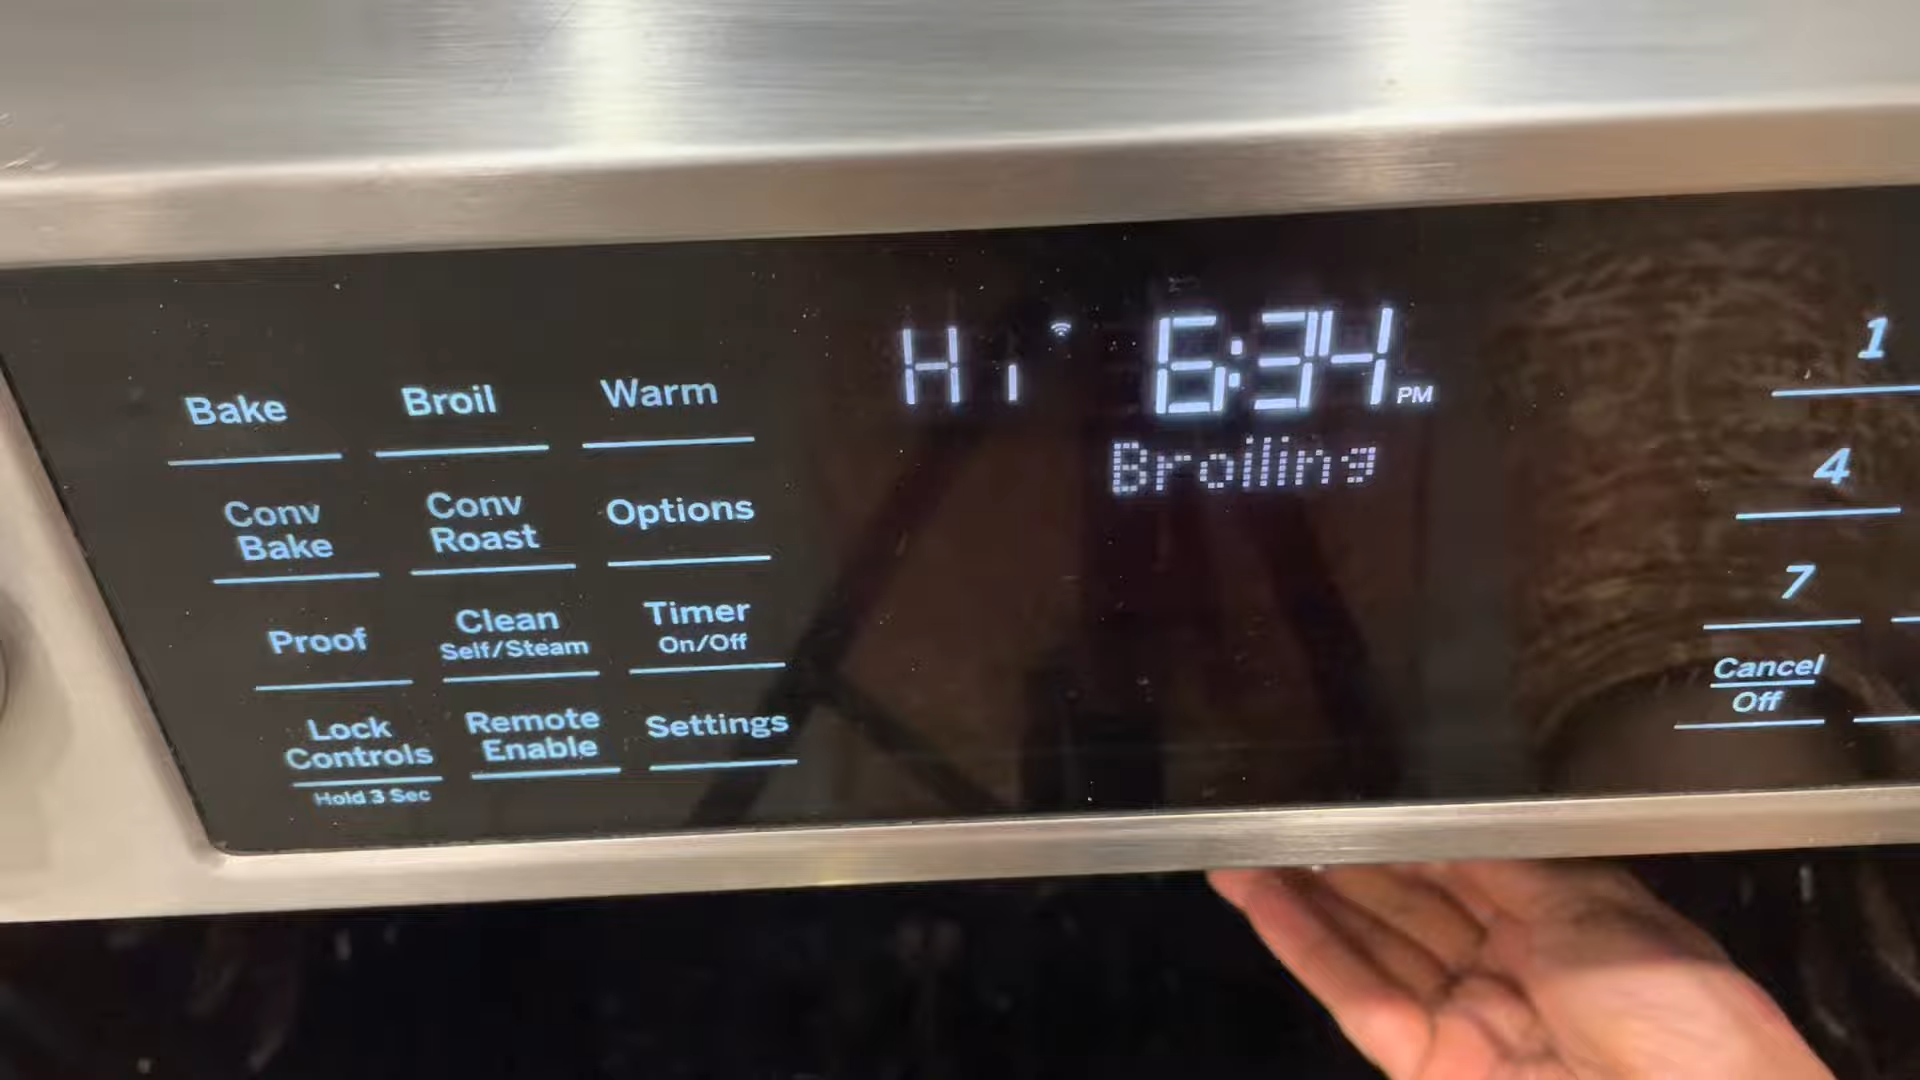 Hi 6:34 PM
Broiling
Bake Broil Warm
Conv Bake
Conv Roast
Options
Proof
Clean
Self/Steam
Timer
On/Off
Lock Controls
Hold 3 Sec
Remote Enable
Settings
1
4
7
Cancel
Off